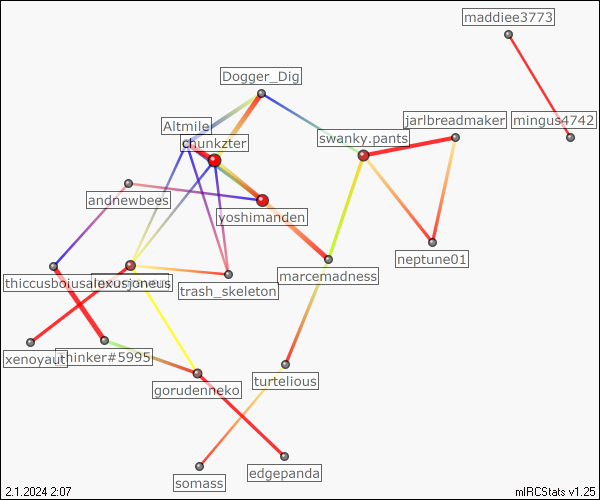 maddiee3773
Dogger_Dig
Altmile
jarlbreadmaker
mingus4742
chunkzter
swanky.pants
andnewbees
yoshimanden
neptune01
marcemadness
trash_skeleton
xenoyaut
thinker#5995
gorudenneko
turtelious
somass
edgepanda
2.1.2024 2:07
mIRCStats v1.25